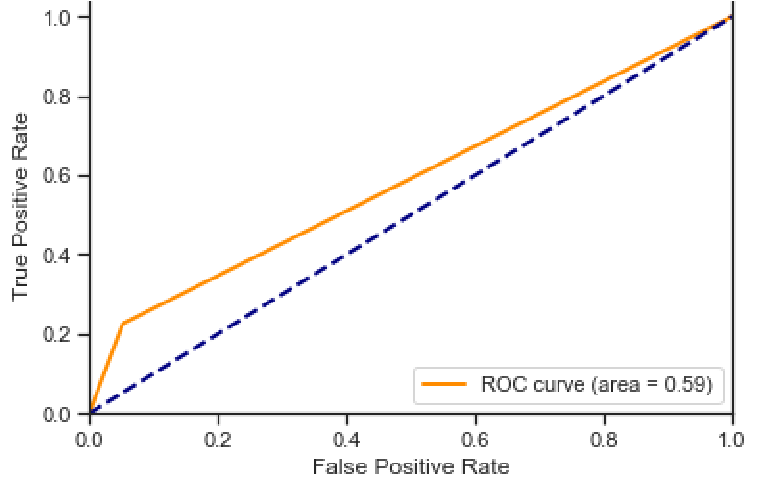 1.0
0.8
0.6
0.4
0.2
0.0
True Positive Rate
ROC curve (area = 0.59)
0.0 0.2 0.4 0.6 0.8 1.0
False Positive Rate